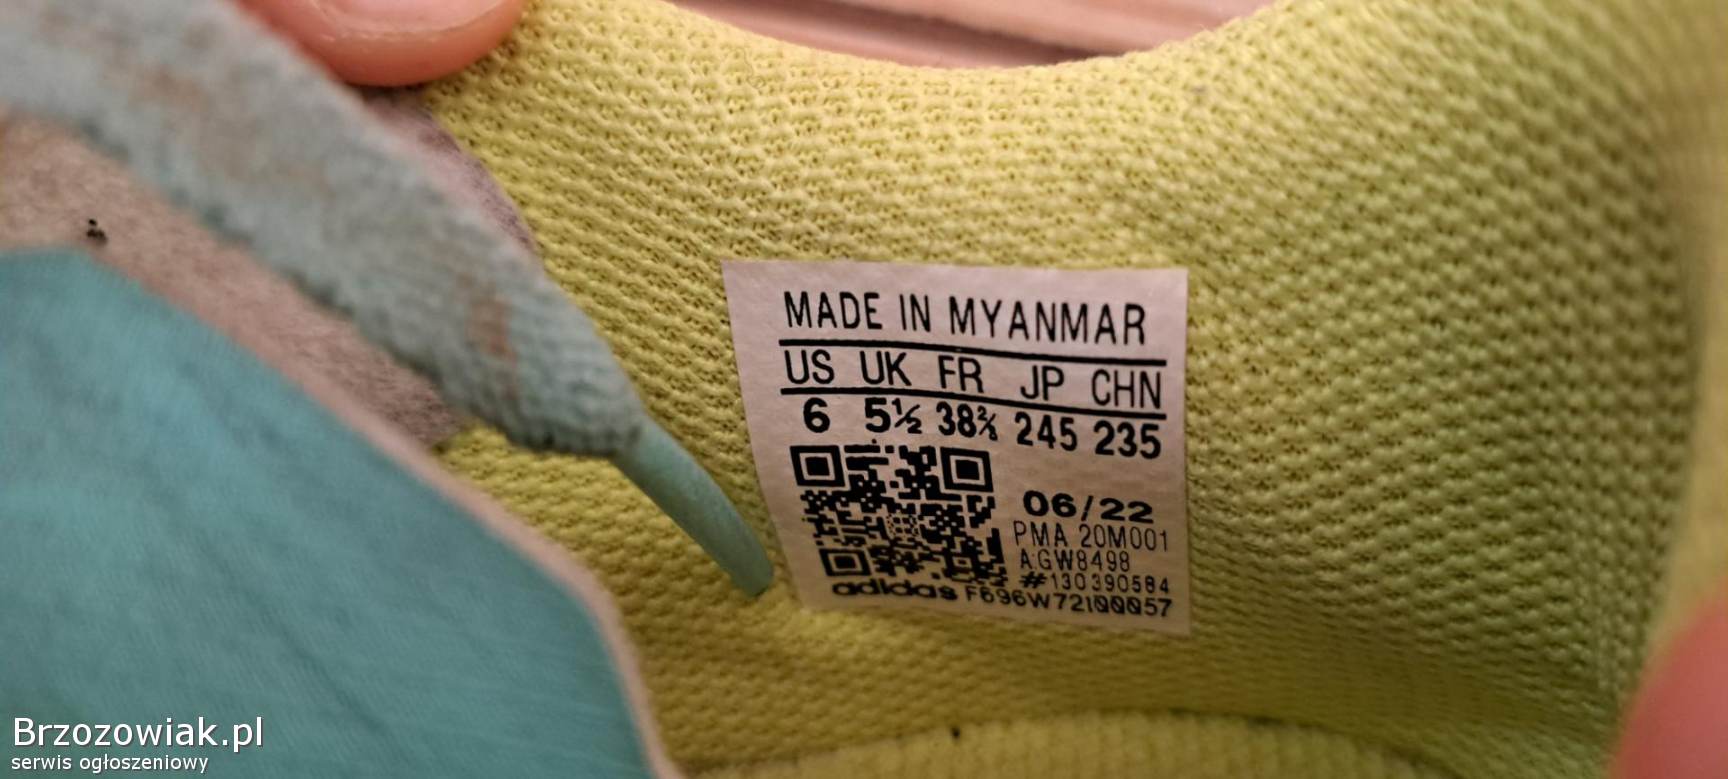 MADE IN MYANMAR
US UK FR JP CHN
6 5½ 38⅔ 245 235
06/22
PMA 20M001
A:GW8498
#130390584
adidas F696W72I00057
Brzozowiak.pl
serwis ogłoszeniowy